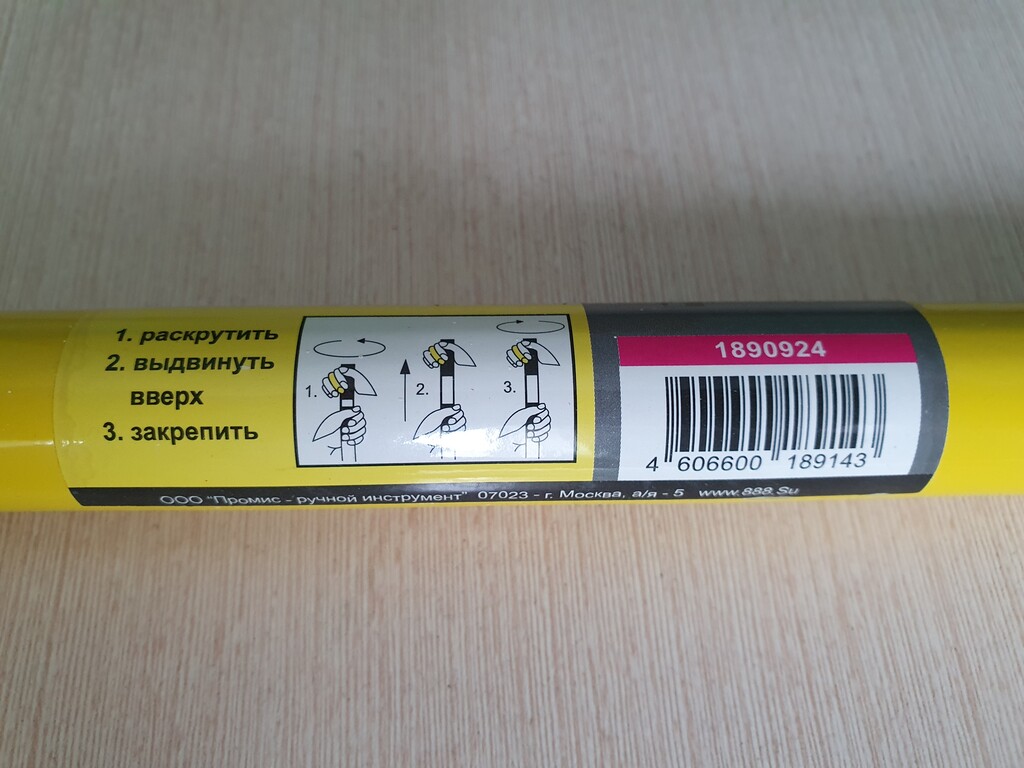 1. раскрутить
2. выдвинуть
вверх
3. закрепить
1.
2.
3.
1890924
4 606600 189143
ООО "Промис - ручной инструмент" 07023 - г. Москва, а/я - 5 www.888.Su